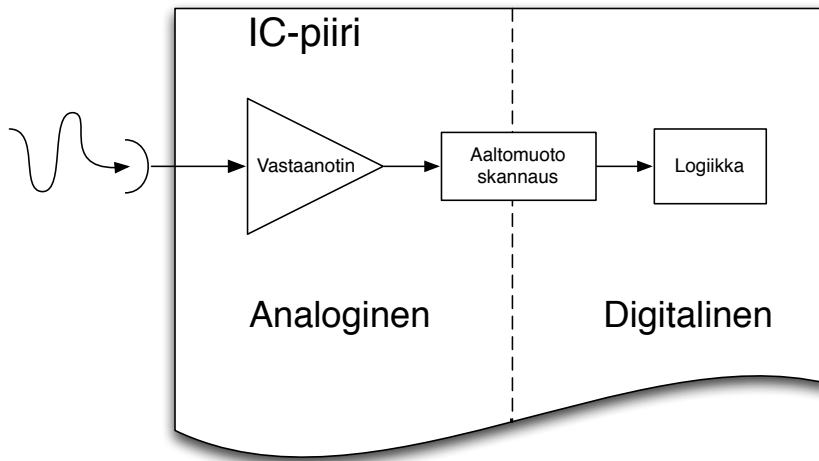 IC-piiri
Vastaanotin
Aaltomuoto
skannaus
Logiikka
Analoginen
Digitalinen